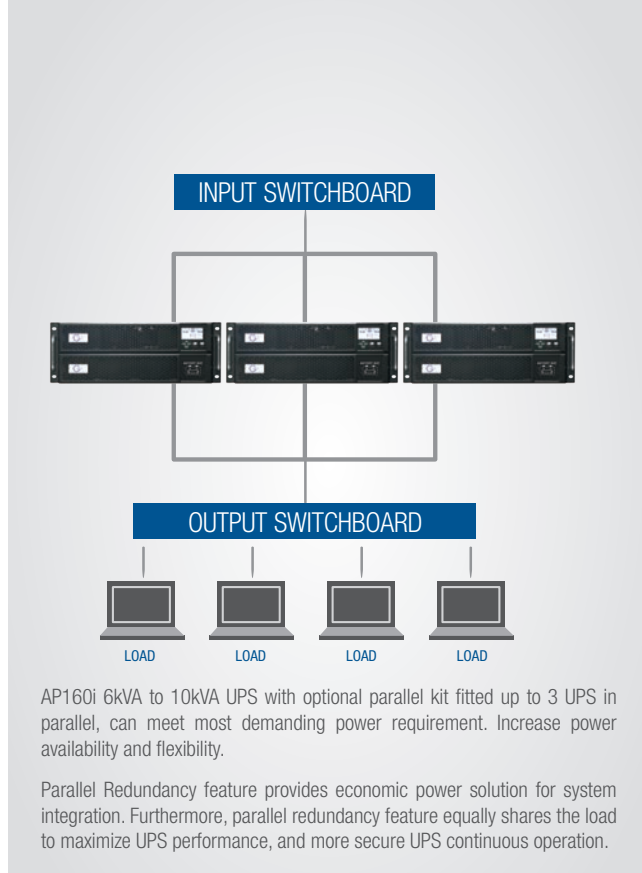 INPUT SWITCHBOARD
OUTPUT SWITCHBOARD
LOAD
LOAD
LOAD
LOAD
AP160i 6kVA to 10kVA UPS with optional parallel kit fitted up to 3 UPS in
parallel, can meet most demanding power requirement. Increase power
availability and flexibility.
Parallel Redundancy feature provides economic power solution for system
integration. Furthermore, parallel redundancy feature equally shares the load
to maximize UPS performance, and more secure UPS continuous operation.